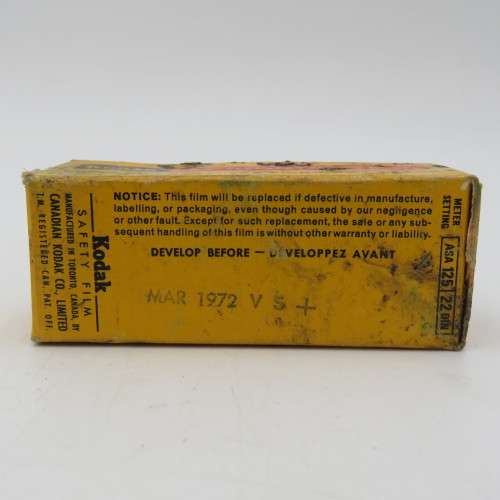 Kodak
SAFETY FILM
MANUFACTURED IN TORONTO, CANADA, BY
CANADIAN KODAK CO., LIMITED
T.M. REGISTERED-CAN. PAT. OFF.
NOTICE: This film will be replaced if defective in manufacture,
labelling, or packaging, even though caused by our negligence
or other fault. Except for such replacement, the sale or any sub-
sequent handling of this film is without other warranty or liability.
DEVELOP BEFORE — DÉVELOPPEZ AVANT
MAR 1972 V S +
METER
SETTING
ASA 125/22 DIN